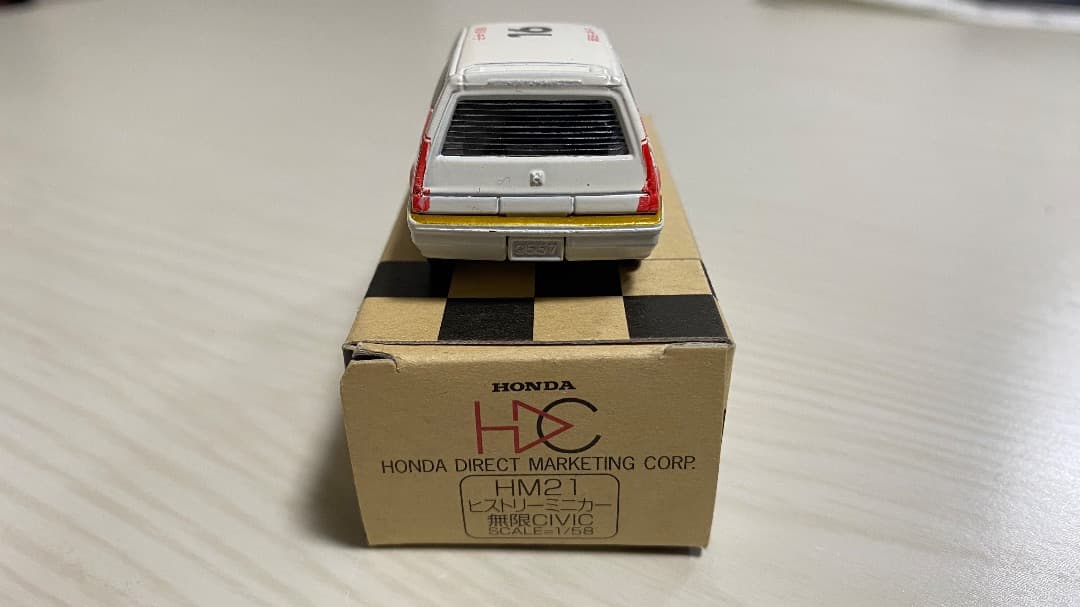 16
HONDA
HDC
HONDA DIRECT MARKETING CORP.
HM21
ヒストリーミニカー
無限CIVIC
SCALE=1/58